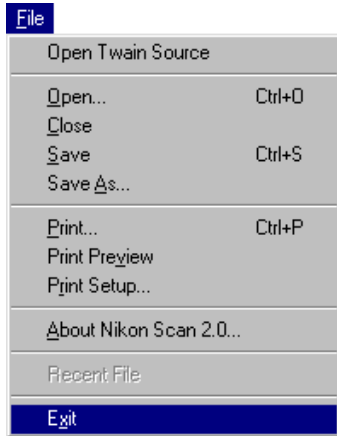 File
Open Twain Source
Open... Ctrl+O
Close
Save Ctrl+S
Save As...
Print... Ctrl+P
Print Preview
Print Setup...
About Nikon Scan 2.0...
Recent File
Exit